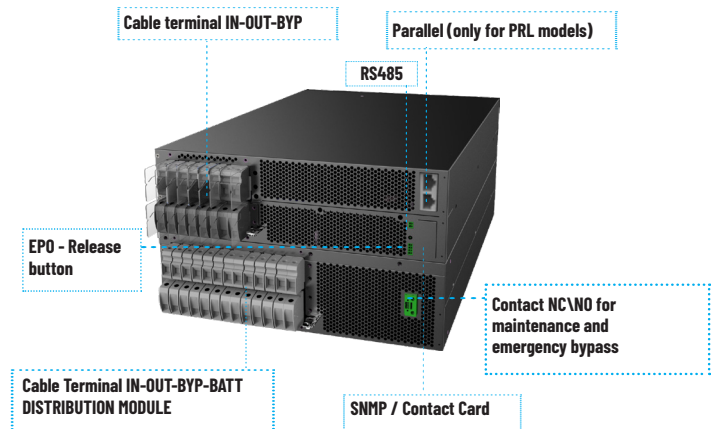 Cable terminal IN-OUT-BYP
Parallel (only for PRL models)
RS485
EPO - Release
button
Contact NC\NO for
maintenance and
emergency bypass
Cable Terminal IN-OUT-BYP-BATT
DISTRIBUTION MODULE
SNMP / Contact Card